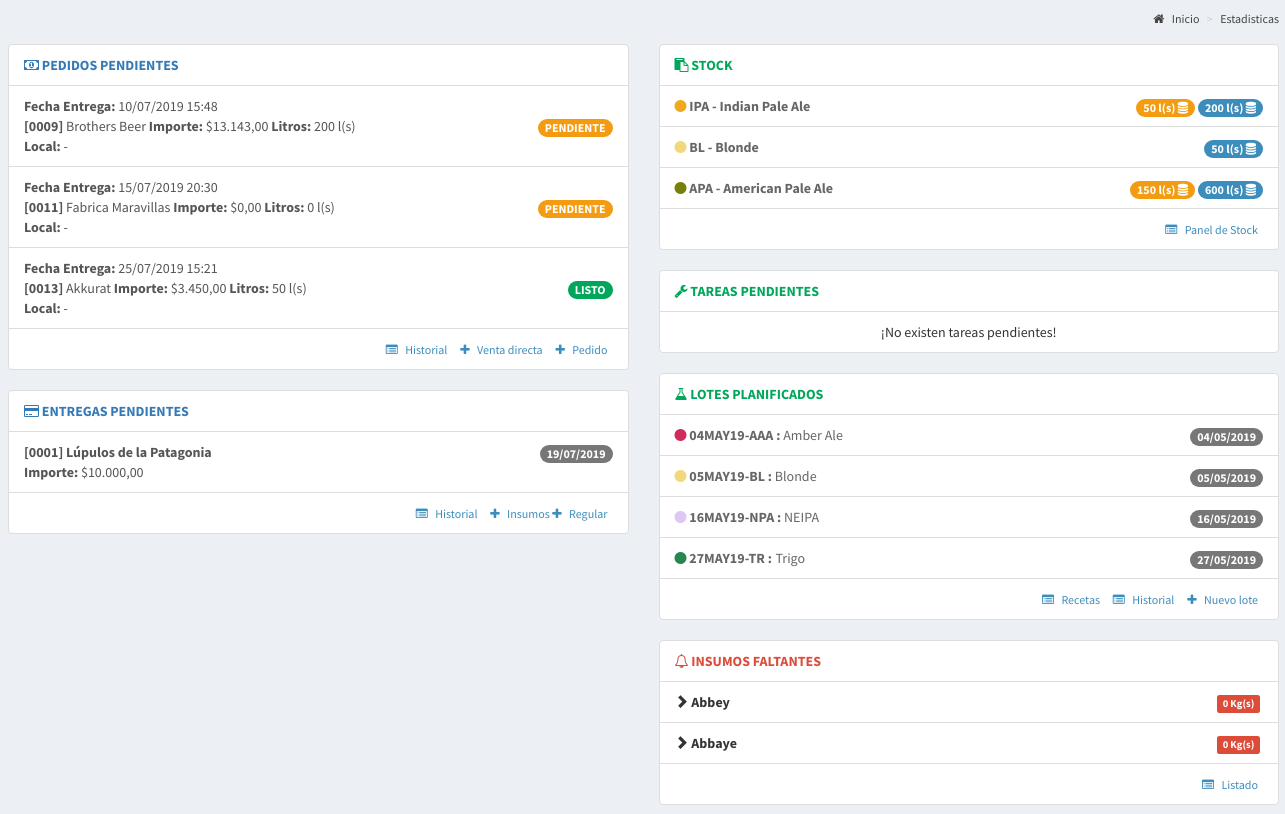 Inicio > Estadisticas
PEDIDOS PENDIENTES
Fecha Entrega: 10/07/2019 15:48
[0009] Brothers Beer Importe: $13.143,00 Litros: 200 l(s)
PENDIENTE
Local: -
Fecha Entrega: 15/07/2019 20:30
[0011] Fabrica Maravillas Importe: $0,00 Litros: 0 l(s)
PENDIENTE
Local: -
Fecha Entrega: 25/07/2019 15:21
[0013] Akkurat Importe: $3.450,00 Litros: 50 l(s)
LISTO
Local: -
Historial Venta directa Pedido
ENTREGAS PENDIENTES
[0001] Lúpulos de la Patagonia
19/07/2019
Importe: $10.000,00
Historial Insumos Regular
STOCK
IPA - Indian Pale Ale 50 l(s) 200 l(s)
BL - Blonde 50 l(s)
APA - American Pale Ale 150 l(s) 600 l(s)
Panel de Stock
TAREAS PENDIENTES
¡No existen tareas pendientes!
LOTES PLANIFICADOS
04MAY19-AAA : Amber Ale 04/05/2019
05MAY19-BL : Blonde 05/05/2019
16MAY19-NPA : NEIPA 16/05/2019
27MAY19-TR : Trigo 27/05/2019
Recetas Historial Nuevo lote
INSUMOS FALTANTES
Abbey 0 Kg(s)
Abbaye 0 Kg(s)
Listado